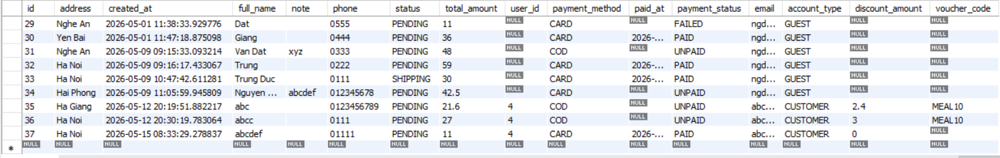 id address created_at full_name note phone status total_amount user_id payment_method paid_at payment_status email account_type discount_amount voucher_code
29 Nghe An 2026-05-01 11:38:33.929776 Dat 0555 PENDING 11 NULL CARD NULL FAILED ngd... GUEST NULL NULL
30 Yen Bai 2026-05-01 11:47:18.875098 Giang 0444 PENDING 36 NULL CARD 2026-... PAID ngd... GUEST NULL NULL
31 Nghe An 2026-05-09 09:15:33.093214 Van Dat xyz 0333 PENDING 48 NULL COD NULL UNPAID ngd... GUEST NULL NULL
32 Ha Noi 2026-05-09 09:16:17.433067 Trung 0222 PENDING 59 NULL CARD 2026-... PAID ngd... GUEST NULL NULL
33 Ha Noi 2026-05-09 10:47:42.611281 Trung Duc 0111 SHIPPING 30 NULL CARD 2026-... PAID ngd... GUEST NULL NULL
34 Hai Phong 2026-05-09 11:05:59.945809 Nguyen ... abcdef 012345678 PENDING 42.5 NULL CARD NULL UNPAID ngd... GUEST NULL NULL
35 Ha Giang 2026-05-12 20:19:51.882217 abc 0123456789 PENDING 21.6 4 COD NULL UNPAID abc... CUSTOMER 2.4 MEAL10
36 Ha Noi 2026-05-12 20:30:19.783064 abcc 0111 PENDING 27 4 COD NULL UNPAID abc... CUSTOMER 3 MEAL10
37 Ha Noi 2026-05-15 08:33:29.278837 abcdef 01111 PENDING 11 4 CARD 2026-... PAID abc... CUSTOMER 0 NULL
NULL NULL NULL NULL NULL NULL NULL NULL NULL NULL NULL NULL NULL NULL NULL NULL